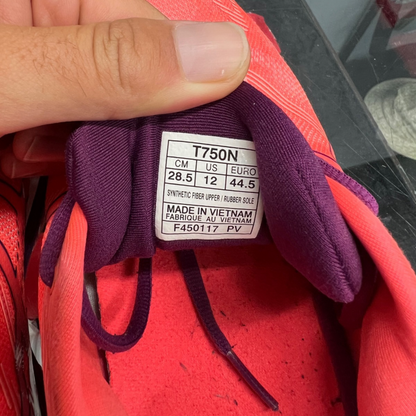 T750N
CM US EURO
28.5 12 44.5
SYNTHETIC FIBER UPPER / RUBBER SOLE
MADE IN VIETNAM
FABRIQUE AU VIETNAM
F450117 PV